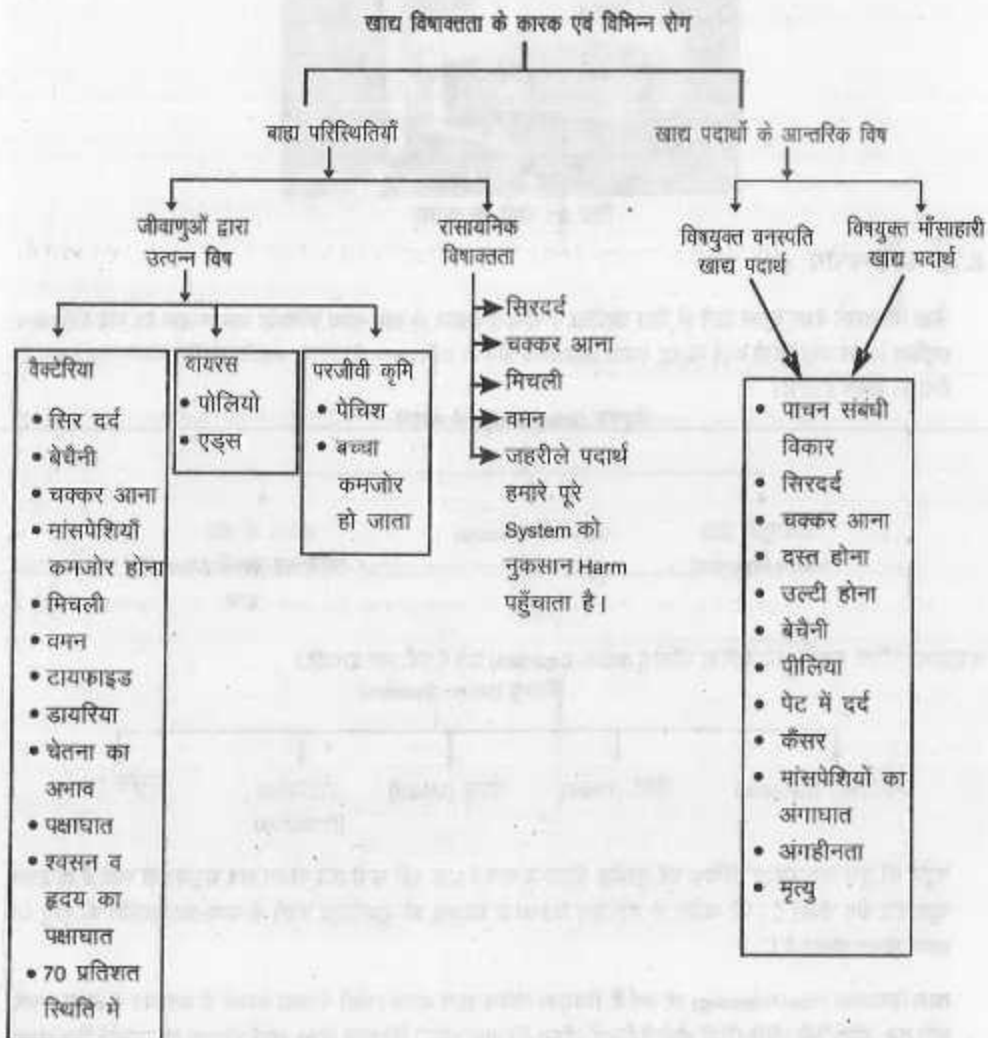 खाद्य विषाक्तता के कारक एवं विभिन्न रोग
बाह्य परिस्थितियाँ
खाद्य पदार्थों के आन्तरिक विष
जीवाणुओं द्वारा
उत्पन्न विष
रासायनिक
विषाक्तता
विषयुक्त वनस्पति
खाद्य पदार्थ
विषयुक्त माँसाहारी
खाद्य पदार्थ
वैक्टेरिया
• सिर दर्द
• बेचैनी
• चक्कर आना
• मांसपेशियाँ
कमजोर होना
• मिचली
• वमन
• टायफाइड
• डायरिया
• चेतना का
अभाव
• पक्षाघात
• श्वसन व
हृदय का
पक्षाघात
• 70 प्रतिशत
स्थिति में
वायरस
• पोलियो
• एड्स
परजीवी कृमि
• पेचिश
• बच्चा
कमजोर
हो जाता
सिरदर्द
चक्कर आना
मिचली
वमन
जहरीले पदार्थ
हमारे पूरे
System को
नुकसान Harm
पहुँचाता है।
• पाचन संबंधी
विकार
• सिरदर्द
• चक्कर आना
• दस्त होना
• उल्टी होना
• बेचैनी
• पीलिया
• पेट में दर्द
• कैंसर
• मांसपेशियों का
अंगाघात
• अंगहीनता
• मृत्यु